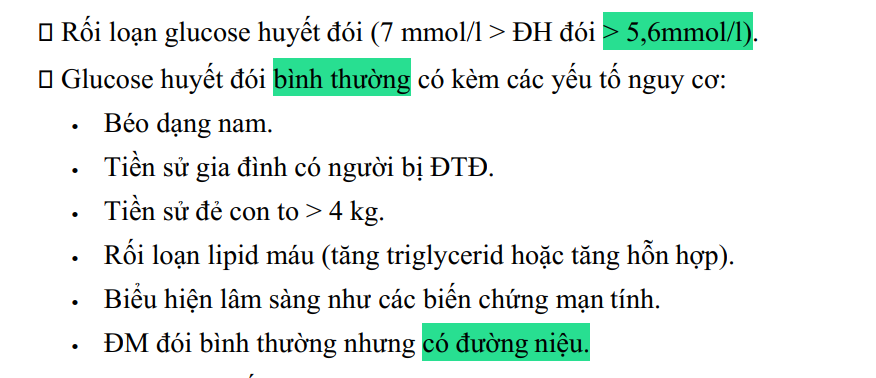 ▯ Rối loạn glucose huyết đói (7 mmol/l > ĐH đói > 5,6mmol/l).
▯ Glucose huyết đói bình thường có kèm các yếu tố nguy cơ:
• Béo dạng nam.
• Tiền sử gia đình có người bị ĐTĐ.
• Tiền sử đẻ con to > 4 kg.
• Rối loạn lipid máu (tăng triglycerid hoặc tăng hỗn hợp).
• Biểu hiện lâm sàng như các biến chứng mạn tính.
• ĐM đói bình thường nhưng có đường niệu.